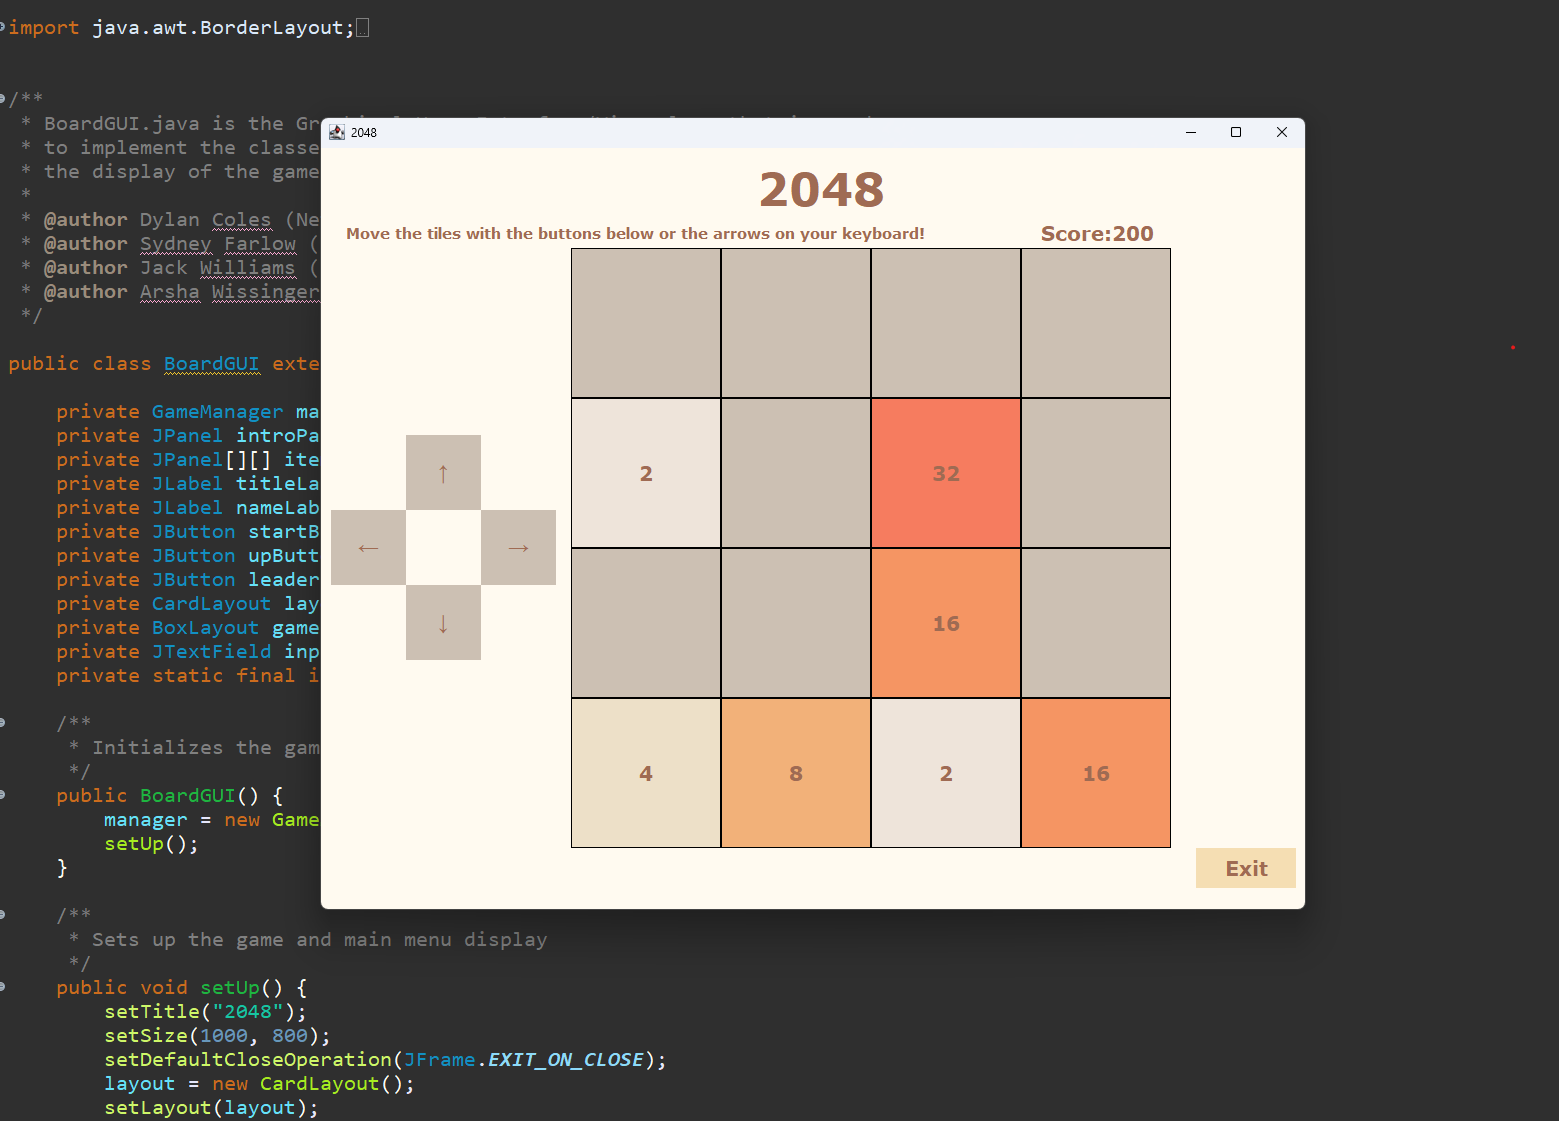 import java.awt.BorderLayout;
/**
* BoardGUI.java is the Gr
* to implement the classe
* the display of the game
*
* @author Dylan Coles (Ne
* @author Sydney Farlow (
* @author Jack Williams (
* @author Arsha Wissinger
*/
public class BoardGUI exte
private GameManager ma
private JPanel introPa
private JPanel[][] ite
private JLabel titleLa
private JLabel nameLab
private JButton startB
private JButton upButt
private JButton leader
private CardLayout lay
private BoxLayout game
private JTextField inp
private static final i
/**
* Initializes the gam
*/
public BoardGUI() {
manager = new Game
setUp();
}
/**
* Sets up the game and main menu display
*/
public void setUp() {
setTitle("2048");
setSize(1000, 800);
setDefaultCloseOperation(JFrame.EXIT_ON_CLOSE);
layout = new CardLayout();
setLayout(layout);
2048
2048
Move the tiles with the buttons below or the arrows on your keyboard!
Score:200
↑
← →
↓
2 32
16
4 8 2 16
Exit